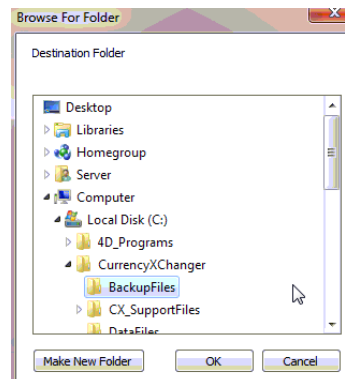 Browse For Folder
Destination Folder
Desktop
Libraries
Homegroup
Server
Computer
Local Disk (C:)
4D_Programs
CurrencyXChanger
BackupFiles
CX_SupportFiles
DataFiles
Make New Folder OK Cancel